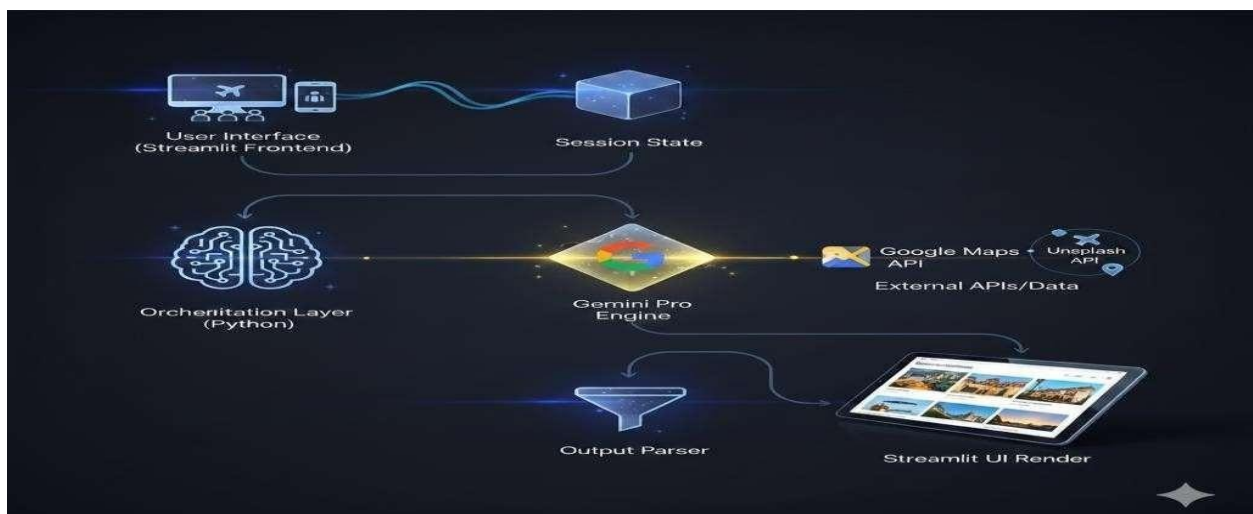 User Interface
(Streamlit Frontend)
Session State
Orchemitation Layer
(Python)
Gemini Pro
Engine
Google Maps
API
Unsplash
API
External APIs/Data
Output Parser
Streamlit UI Render